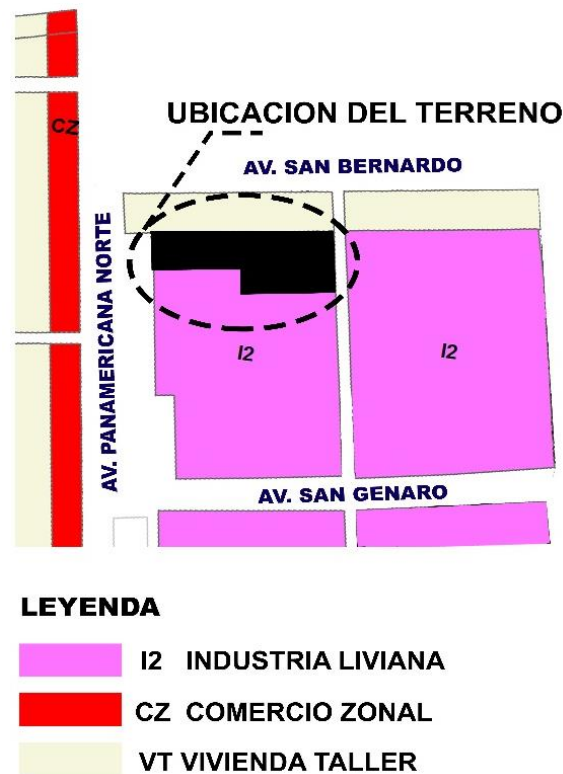 CZ
UBICACION DEL TERRENO
AV. SAN BERNARDO
AV. PANAMERICANA NORTE
I2
I2
AV. SAN GENARO
LEYENDA
I2 INDUSTRIA LIVIANA
CZ COMERCIO ZONAL
VT VIVIENDA TALLER